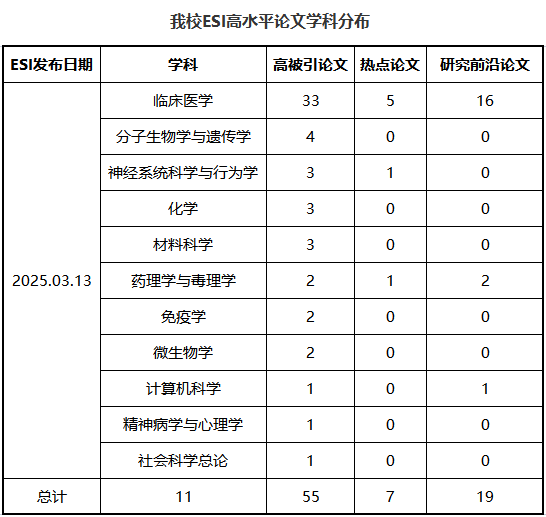 我校ESI高水平论文学科分布
ESI发布日期 学科 高被引论文 热点论文 研究前沿论文
临床医学 33 5 16
分子生物学与遗传学 4 0 0
神经系统科学与行为学 3 1 0
化学 3 0 0
材料科学 3 0 0
2025.03.13 药理学与毒理学 2 1 2
免疫学 2 0 0
微生物学 2 0 0
计算机科学 1 0 1
精神病学与心理学 1 0 0
社会科学总论 1 0 0
总计 11 55 7 19